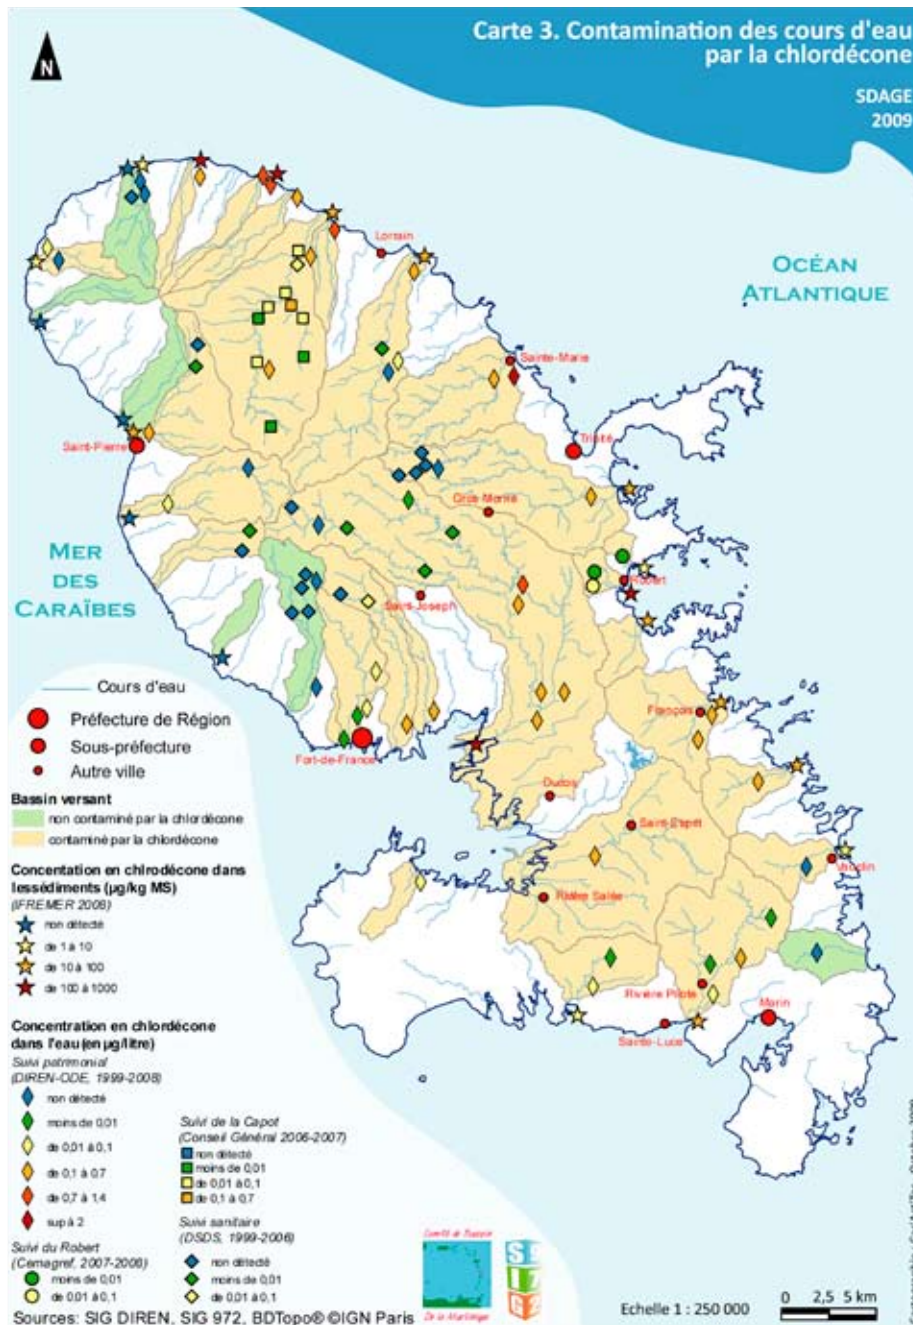 Carte 3. Contamination des cours d'eau
par la chlordécone
SDAGE
2009
N
Lorrain
OCÉAN
ATLANTIQUE
Sainte-Marie
Trinité
Saint-Pierre
Gros-Morne
MER
DES
CARAÏBES
Robert
Saint-Joseph
Cours d'eau
Préfecture de Région
Sous-préfecture
Autre ville
François
Fort-de-France
Ducos
Saint-Esprit
Vauclin
Rivière Salée
Rivière Pilote
Marin
Sainte-Luce
Bassin versant
non contaminé par la chlordécone
contaminé par la chlordécone
Concentation en chlrodécone dans
lessédiments (µg/kg MS)
(IFREMER 2006)
non détecté
de 1 à 10
de 10 à 100
de 100 à 1000
Concentration en chlordécone
dans l'eau (en µg/litre)
Suivi patrimonial
(DIREN-ODE, 1999-2008)
non détecté
moins de 0,01
de 0,01 à 0,1
de 0,1 à 0,7
de 0,7 à 1,4
sup à 2
Suivi de la Capot
(Conseil Général 2006-2007)
non détecté
moins de 0,01
de 0,01 à 0,1
de 0,1 à 0,7
Suivi du Robert
(Cemagref, 2007-2008)
moins de 0,01
de 0,01 à 0,1
Suivi sanitaire
(DSDS, 1999-2006)
non détecté
moins de 0,01
de 0,01 à 0,1
Comité de Bassin
De la Martinique
Echelle 1 : 250 000
0 2,5 5 km
Sources: SIG DIREN, SIG 972, BDTopo® ©IGN Paris